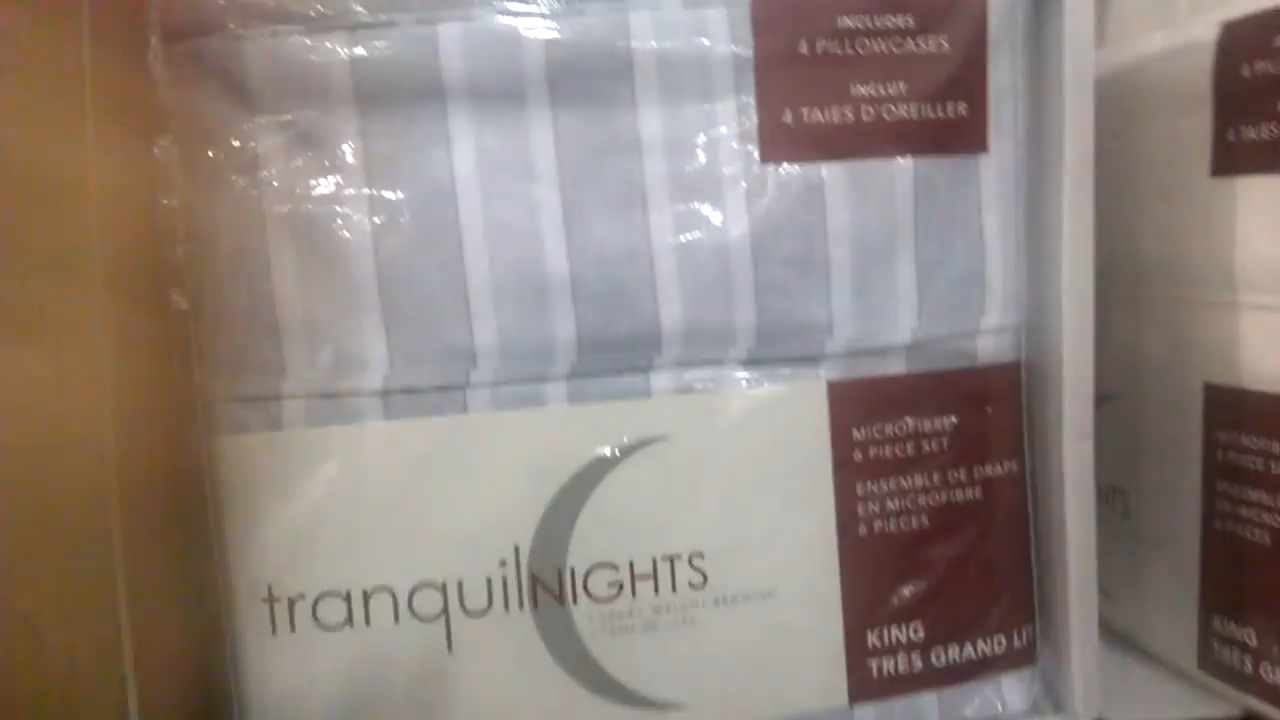 INCLUDES
4 PILLOWCASES
INCLUT
4 TAIES D'OREILLER
MICROFIBRE
6 PIECE SET
ENSEMBLE DE DRAPS
EN MICROFIBRE
6 PIÈCES
tranquilNIGHTS
KING
TRÈS GRAND LIT
KING